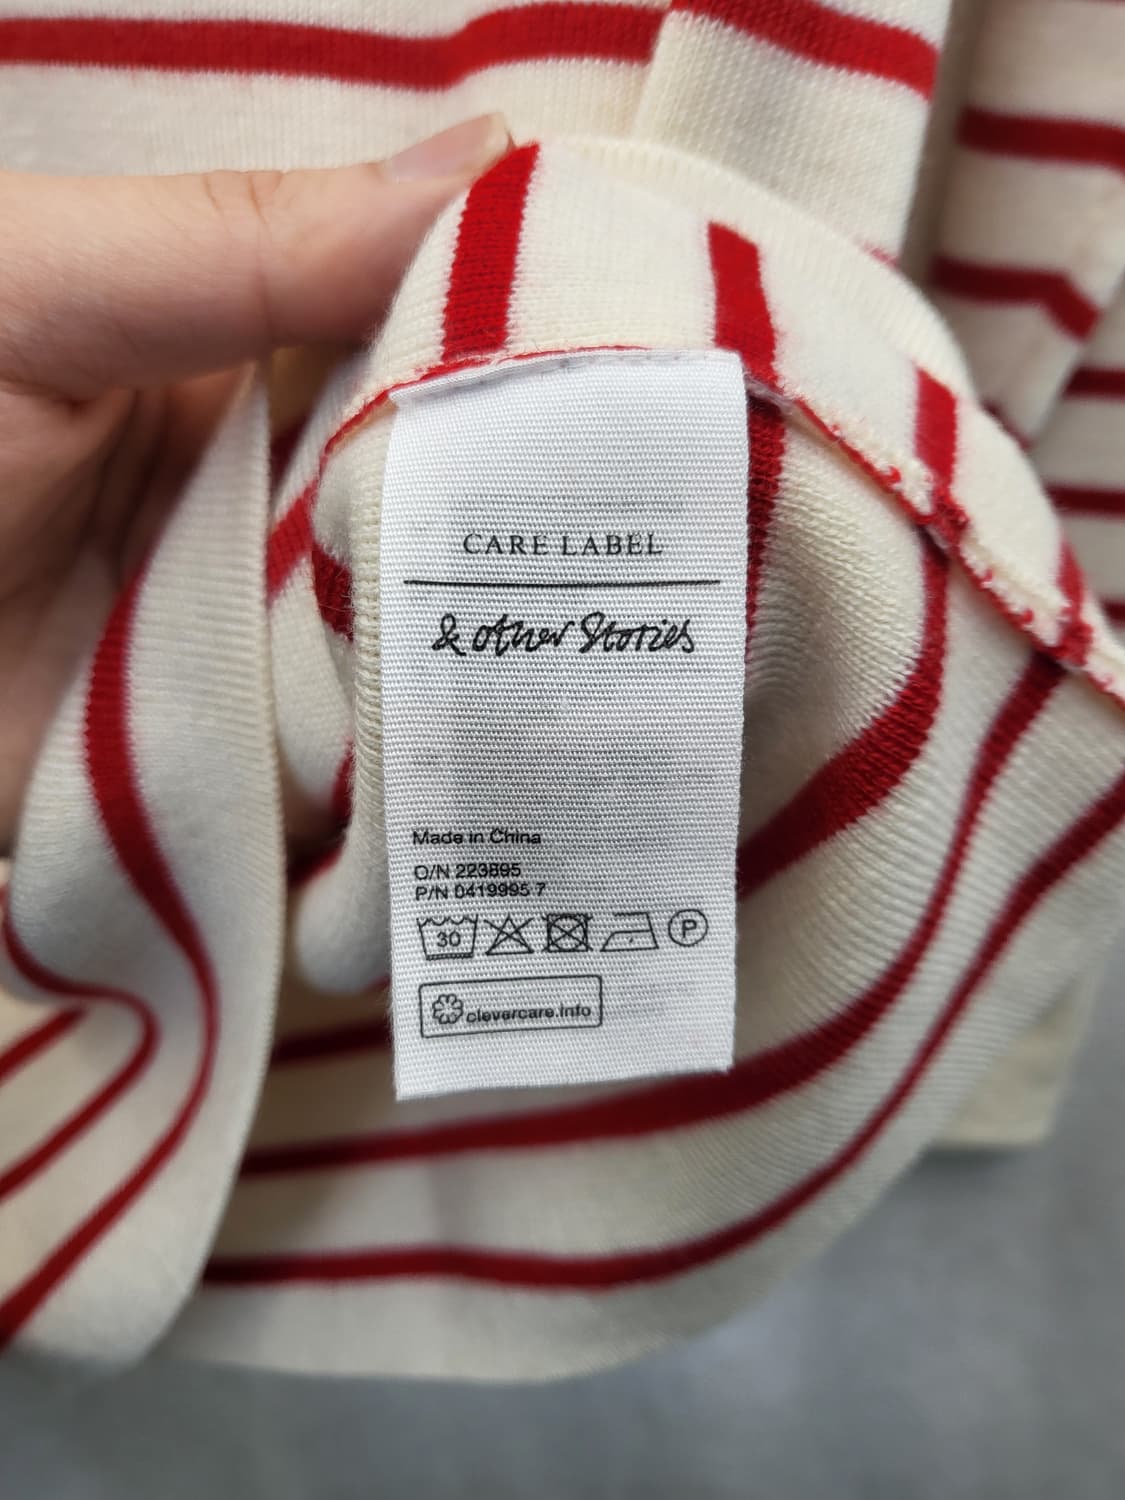 CARE LABEL
& other Stories
Made in China
O/N 223895
P/N 0419995 7
30 P
clevercare.info